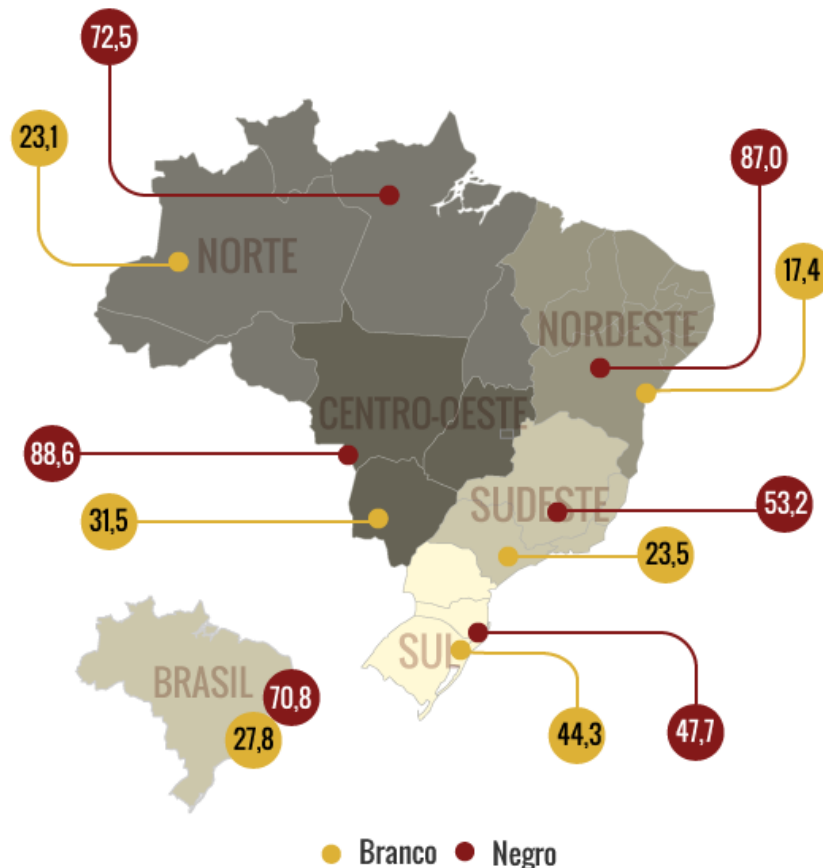 72,5
23,1
87,0
17,4
NORTE
NORDESTE
CENTRO-OESTE
88,6
31,5
SUDESTE
53,2
23,5
SUL
44,3
47,7
BRASIL
70,8
27,8
Branco Negro